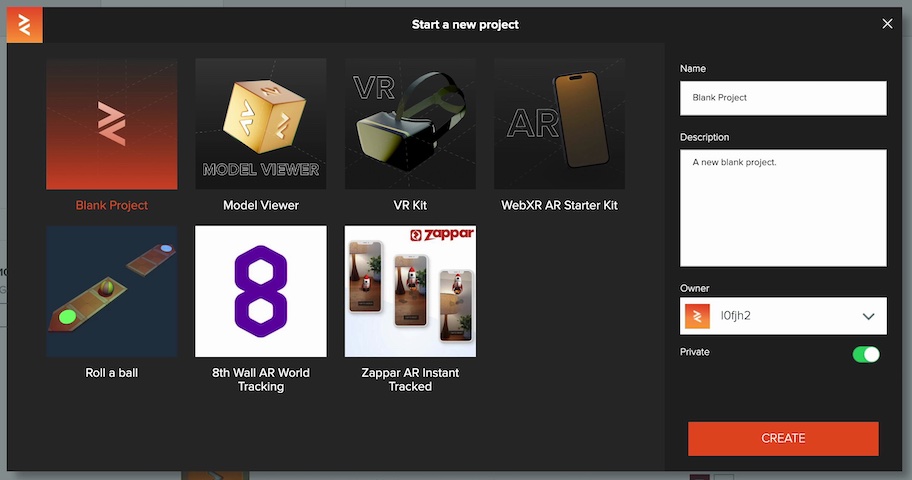 Start a new project
VR
MODEL VIEWER
AR
Blank Project
Model Viewer
VR Kit
WebXR AR Starter Kit
zappar
8
Roll a ball
8th Wall AR World
Tracking
Zappar AR Instant
Tracked
Name
Blank Project
Description
A new blank project.
Owner
l0fjh2
Private
CREATE